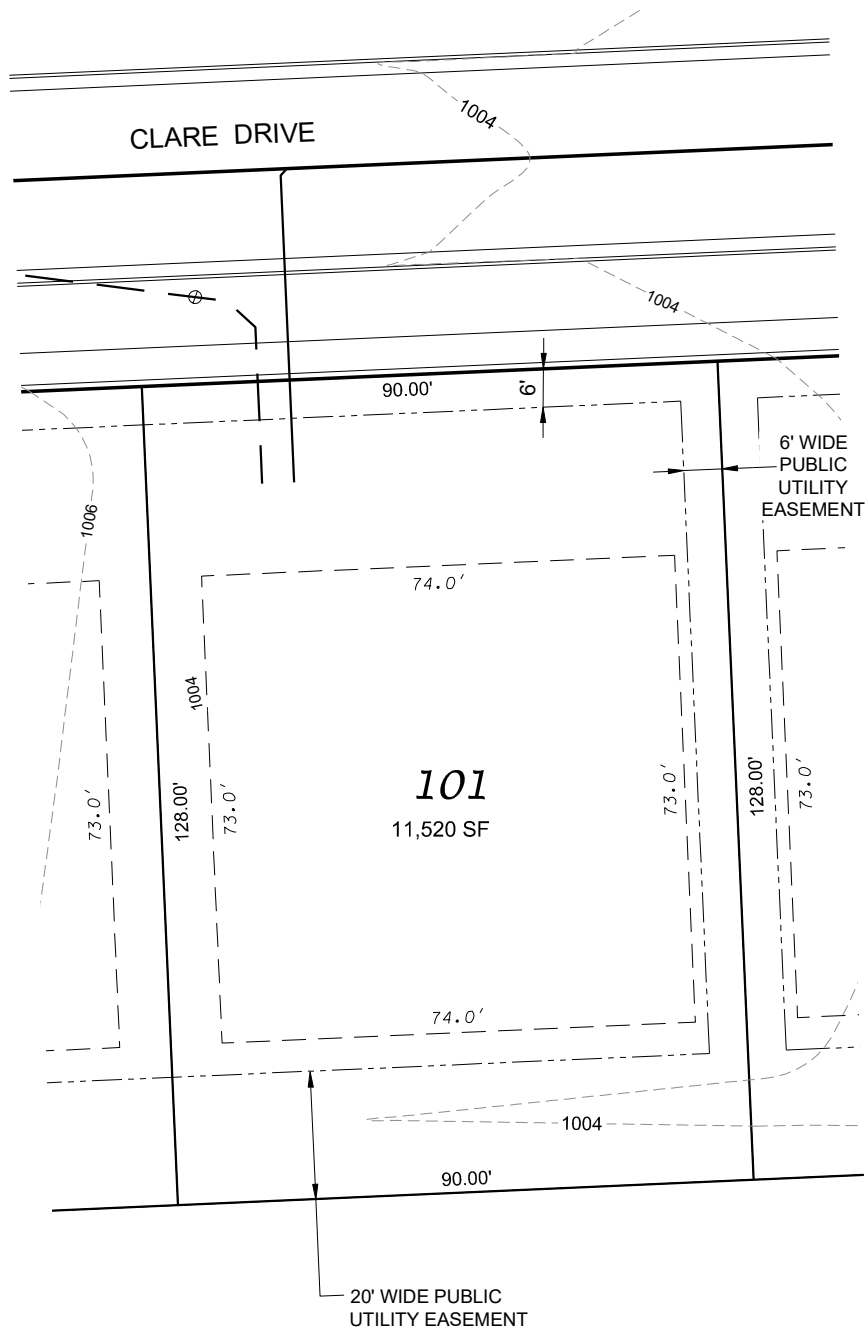 1004
CLARE DRIVE
1004
90.00'
6'
6' WIDE
PUBLIC
UTILITY
EASEMENT
1006
74.0'
1004
101
11,520 SF
73.0'
128.00'
73.0'
73.0'
128.00'
73.0'
74.0'
1004
90.00'
20' WIDE PUBLIC
UTILITY EASEMENT